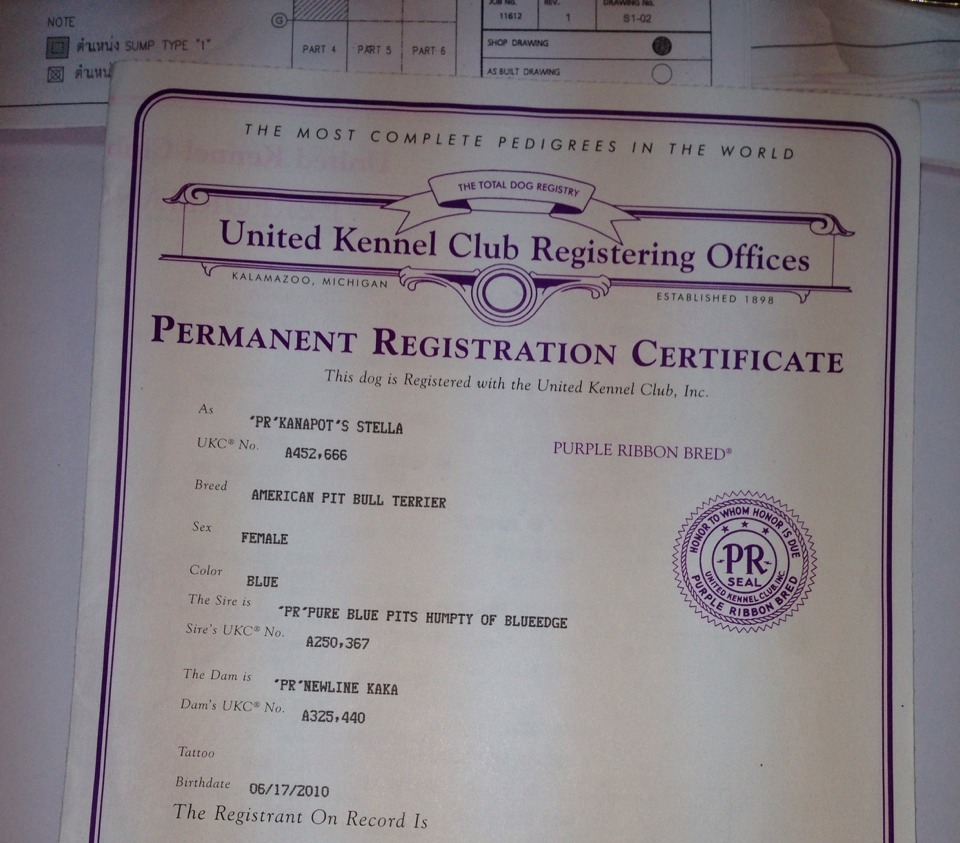 NOTE
ตำแหน่ง SUMP TYPE "1"
G
PART 4
PART 5
PART 6
JOB No.
REV.
DRAWING No.
11612
1
S1-02
SHOP DRAWING
AS BUILT DRAWING
THE MOST COMPLETE PEDIGREES IN THE WORLD
THE TOTAL DOG REGISTRY
United Kennel Club Registering Offices
KALAMAZOO, MICHIGAN
ESTABLISHED 1898
PERMANENT REGISTRATION CERTIFICATE
This dog is Registered with the United Kennel Club, Inc.
As 'PR'KANAPOT'S STELLA
UKC® No. A452,666
PURPLE RIBBON BRED®
Breed AMERICAN PIT BULL TERRIER
Sex FEMALE
HONOR TO WHOM HONOR IS DUE
PR
SEAL
UNITED KENNEL CLUB, INC.
PURPLE RIBBON BRED
Color BLUE
The Sire is 'PR'PURE BLUE PITS HUMPTY OF BLUEEDGE
Sire's UKC® No. A250,367
The Dam is 'PR'NEWLINE KAKA
Dam's UKC® No. A325,440
Tattoo
Birthdate 06/17/2010
The Registrant On Record Is